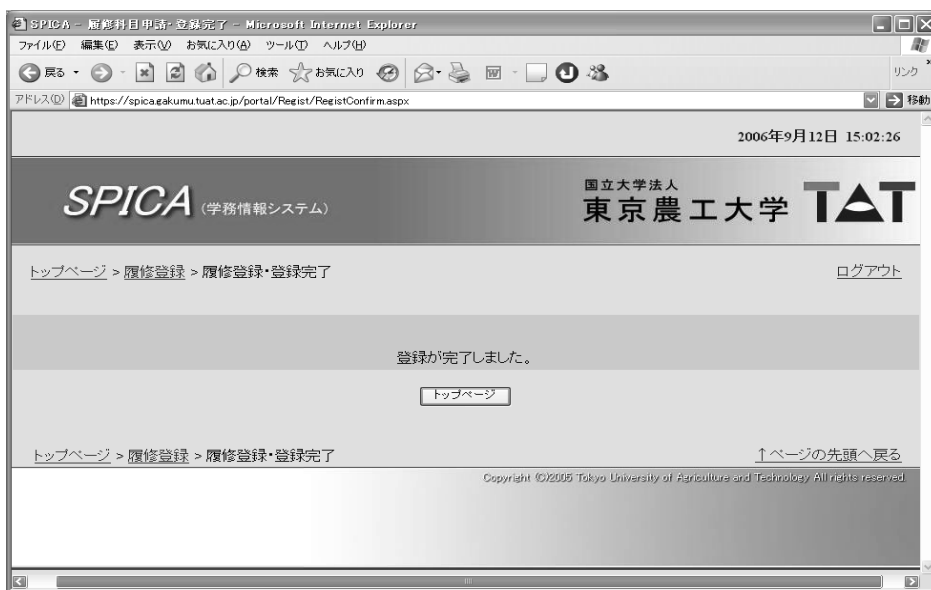 SPICA - 履修科目申請・登録完了 - Microsoft Internet Explorer
ファイル(F) 編集(E) 表示(V) お気に入り(A) ツール(T) ヘルプ(H)
戻る 検索 お気に入り リンク
アドレス(D) https://spica.gakumu.tuat.ac.jp/portal/Regist/RegistConfirm.aspx 移動
2006年9月12日 15:02:26
SPICA (学務情報システム)
国立大学法人
東京農工大学 TAT
トップページ > 履修登録 > 履修登録・登録完了 ログアウト
登録が完了しました。
トップページ
トップページ > 履修登録 > 履修登録・登録完了 ↑ページの先頭へ戻る
Copyright (C)2005 Tokyo University of Agriculture and Technology All rights reserved.